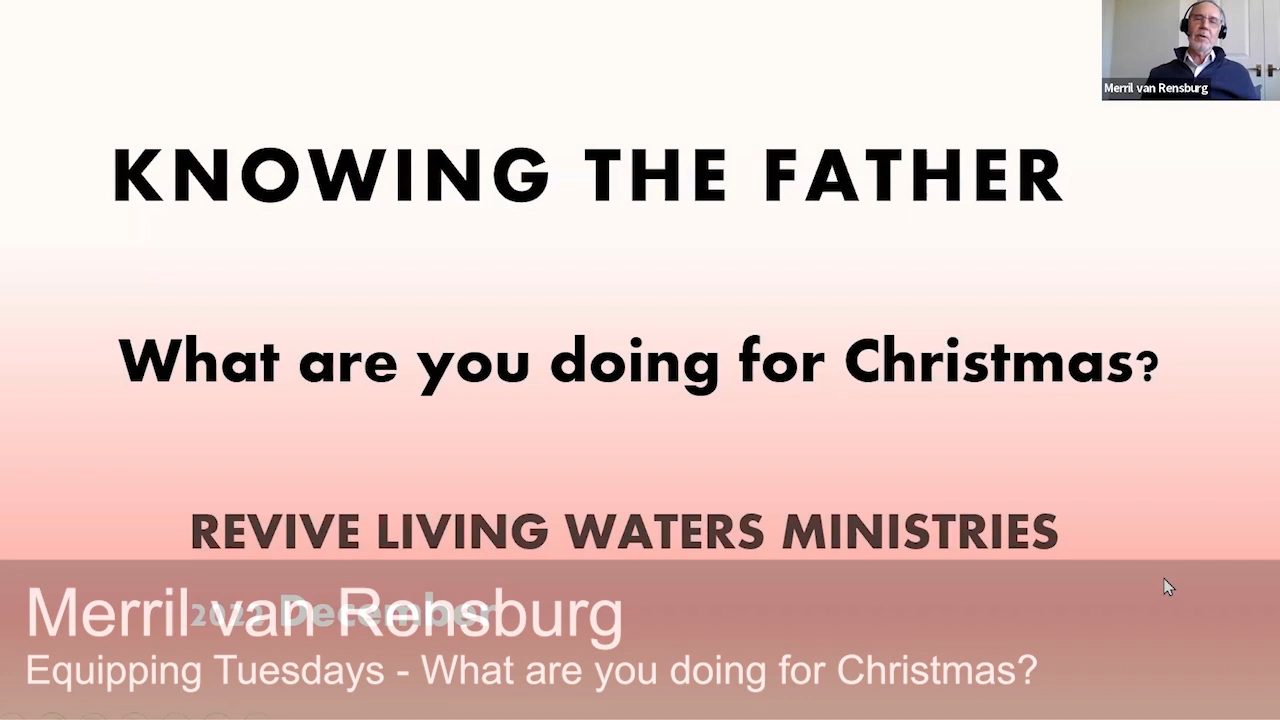 Merril van Rensburg
KNOWING THE FATHER
What are you doing for Christmas?
REVIVE LIVING WATERS MINISTRIES
December
Merril van Rensburg
Equipping Tuesdays - What are you doing for Christmas?